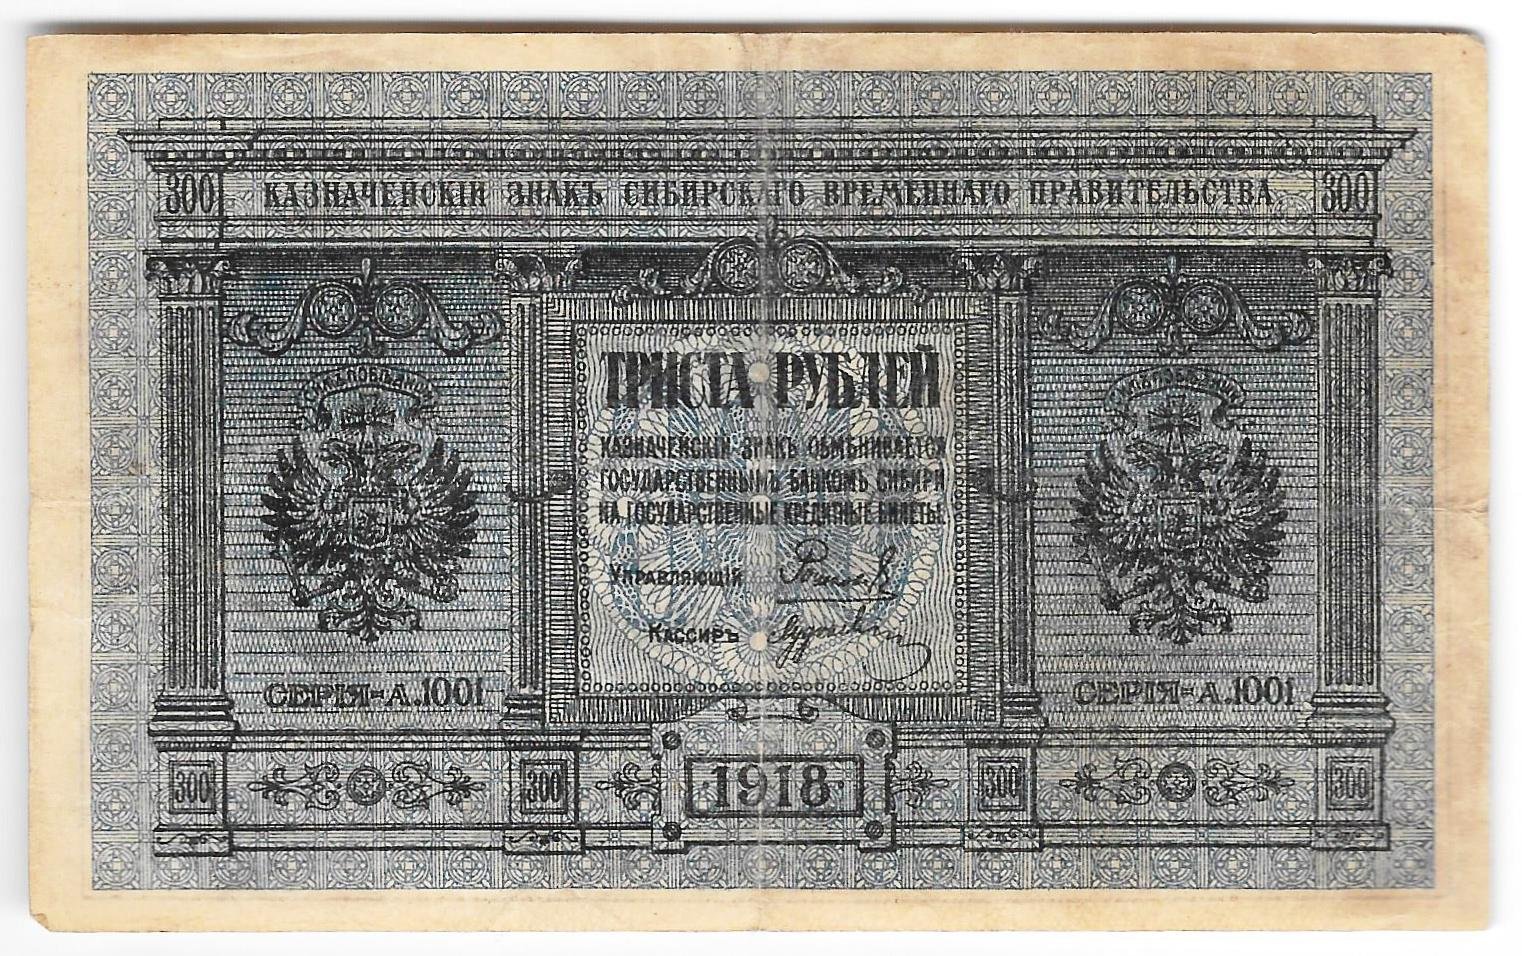 300 КАЗНАЧЕЙСКІЙ ЗНАКЪ СИБИРСКАГО ВРЕМЕННАГО ПРАВИТЕЛЬСТВА 300
ТРИСТА РУБЛЕЙ
КАЗНАЧЕЙСКІЙ ЗНАКЪ ОБМѢНИВАЕТСЯ
ГОСУДАРСТВЕННЫМЪ БАНКОМЪ СИБИРИ
НА ГОСУДАРСТВЕННЫЕ КРЕДИТНЫЕ БИЛЕТЫ.
УПРАВЛЯЮЩІЙ
КАССИРЪ
СЕРІЯ-А.1001
СЕРІЯ-А.1001
300 300 1918 300 300